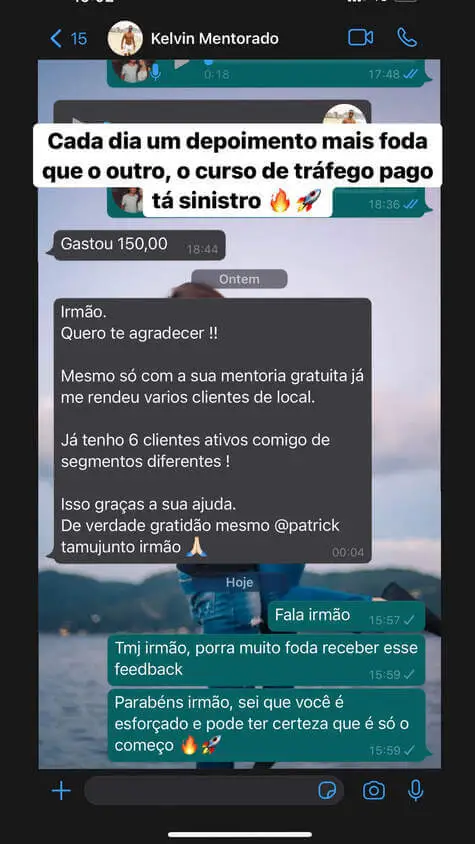 15
Kelvin Mentorado
0:18
17:48
Cada dia um depoimento mais foda
que o outro, o curso de tráfego pago
tá sinistro 🔥🚀
18:36
Gastou 150,00
18:44
Ontem
Irmão.
Quero te agradecer !!
Mesmo só com a sua mentoria gratuita já
me rendeu varios clientes de local.
Já tenho 6 clientes ativos comigo de
segmentos diferentes !
Isso graças a sua ajuda.
De verdade gratidão mesmo @patrick
tamujunto irmão 🙏🏻
00:04
Hoje
Fala irmão
15:57
Tmj irmão, porra muito foda receber esse
feedback
15:59
Parabéns irmão, sei que você é
esforçado e pode ter certeza que é só o
começo 🔥🚀
15:59